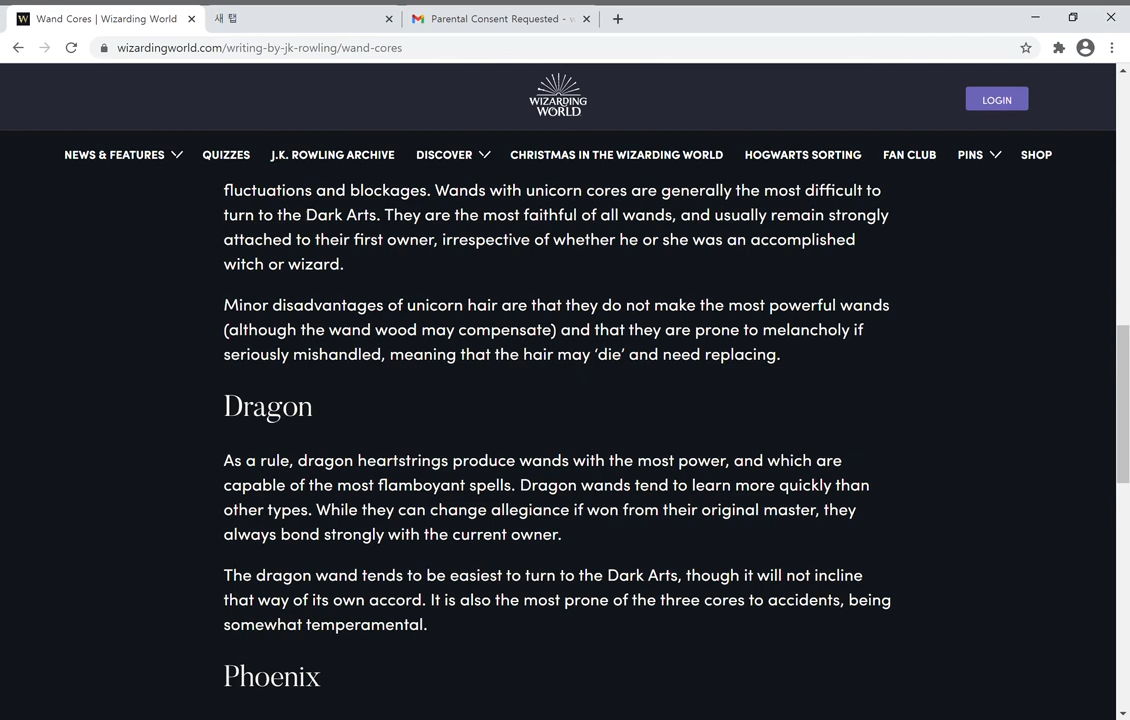 W Wand Cores | Wizarding World
새 탭
Parental Consent Requested -
wizardingworld.com/writing-by-jk-rowling/wand-cores
WIZARDING
WORLD
LOGIN
NEWS & FEATURES QUIZZES J.K. ROWLING ARCHIVE DISCOVER CHRISTMAS IN THE WIZARDING WORLD HOGWARTS SORTING FAN CLUB PINS SHOP
fluctuations and blockages. Wands with unicorn cores are generally the most difficult to
turn to the Dark Arts. They are the most faithful of all wands, and usually remain strongly
attached to their first owner, irrespective of whether he or she was an accomplished
witch or wizard.
Minor disadvantages of unicorn hair are that they do not make the most powerful wands
(although the wand wood may compensate) and that they are prone to melancholy if
seriously mishandled, meaning that the hair may ‘die’ and need replacing.
Dragon
As a rule, dragon heartstrings produce wands with the most power, and which are
capable of the most flamboyant spells. Dragon wands tend to learn more quickly than
other types. While they can change allegiance if won from their original master, they
always bond strongly with the current owner.
The dragon wand tends to be easiest to turn to the Dark Arts, though it will not incline
that way of its own accord. It is also the most prone of the three cores to accidents, being
somewhat temperamental.
Phoenix